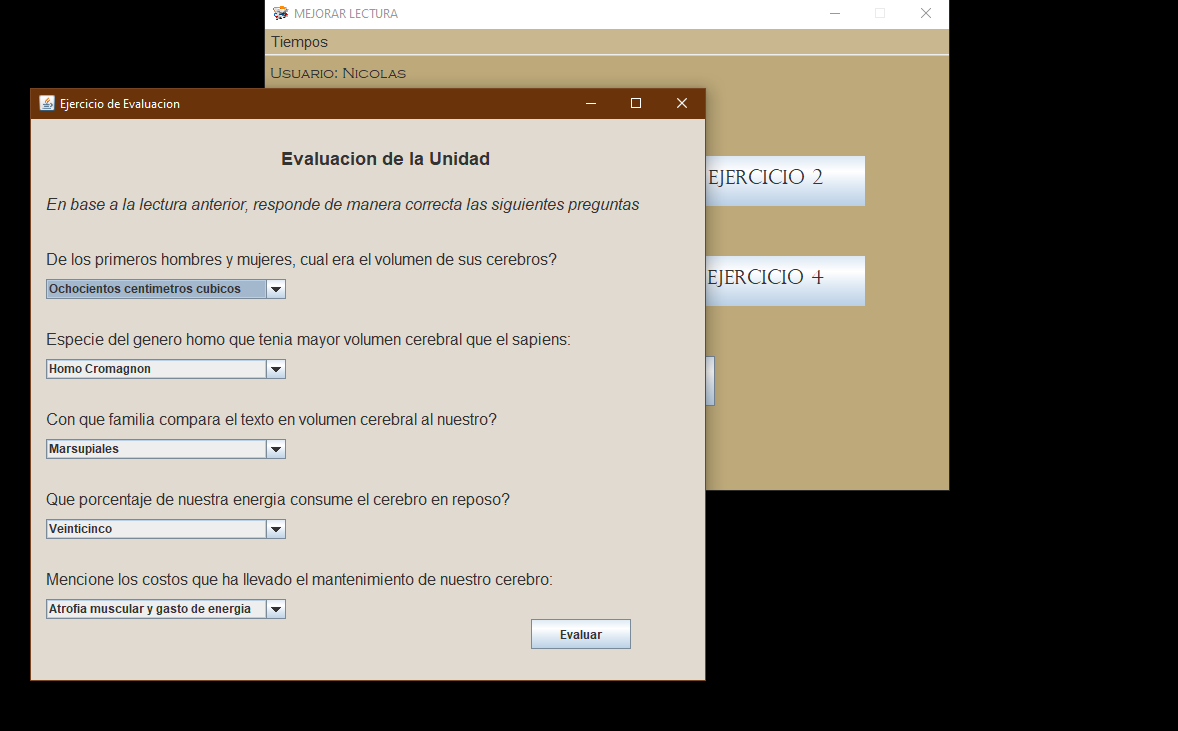 MEJORAR LECTURA
Tiempos
Usuario: Nicolas
Ejercicio de Evaluacion
Evaluacion de la Unidad
EJERCICIO 2
En base a la lectura anterior, responde de manera correcta las siguientes preguntas
De los primeros hombres y mujeres, cual era el volumen de sus cerebros?
EJERCICIO 4
Ochocientos centimetros cubicos
Especie del genero homo que tenia mayor volumen cerebral que el sapiens:
Homo Cromagnon
Con que familia compara el texto en volumen cerebral al nuestro?
Marsupiales
Que porcentaje de nuestra energia consume el cerebro en reposo?
Veinticinco
Mencione los costos que ha llevado el mantenimiento de nuestro cerebro:
Atrofia muscular y gasto de energia
Evaluar